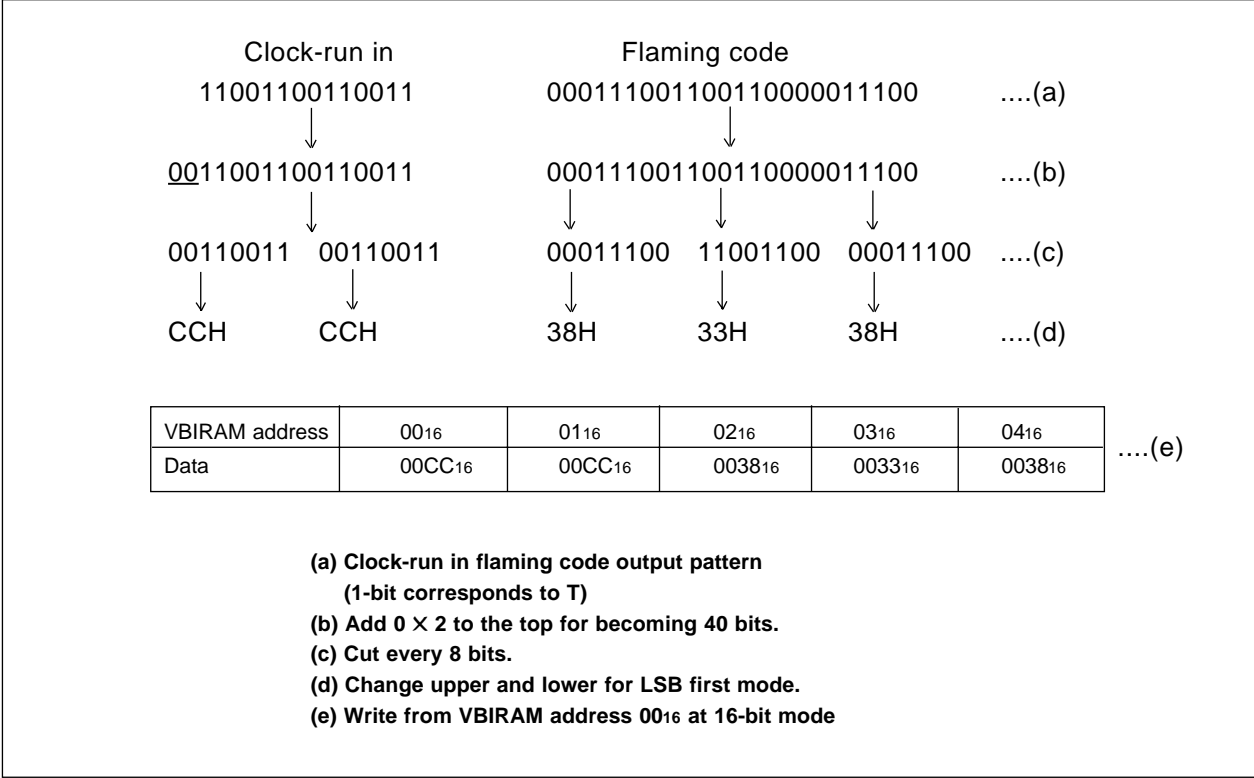 Clock-run in Flaming code
11001100110011 000111001100110000011100 ....(a)
0011001100110011 000111001100110000011100 ....(b)
00110011 00110011 00011100 11001100 00011100 ....(c)
CCH CCH 38H 33H 38H ....(d)
VBIRAM address 0016 0116 0216 0316 0416
Data 00CC16 00CC16 003816 003316 003816 ....(e)
(a) Clock-run in flaming code output pattern
(1-bit corresponds to T)
(b) Add 0 × 2 to the top for becoming 40 bits.
(c) Cut every 8 bits.
(d) Change upper and lower for LSB first mode.
(e) Write from VBIRAM address 0016 at 16-bit mode